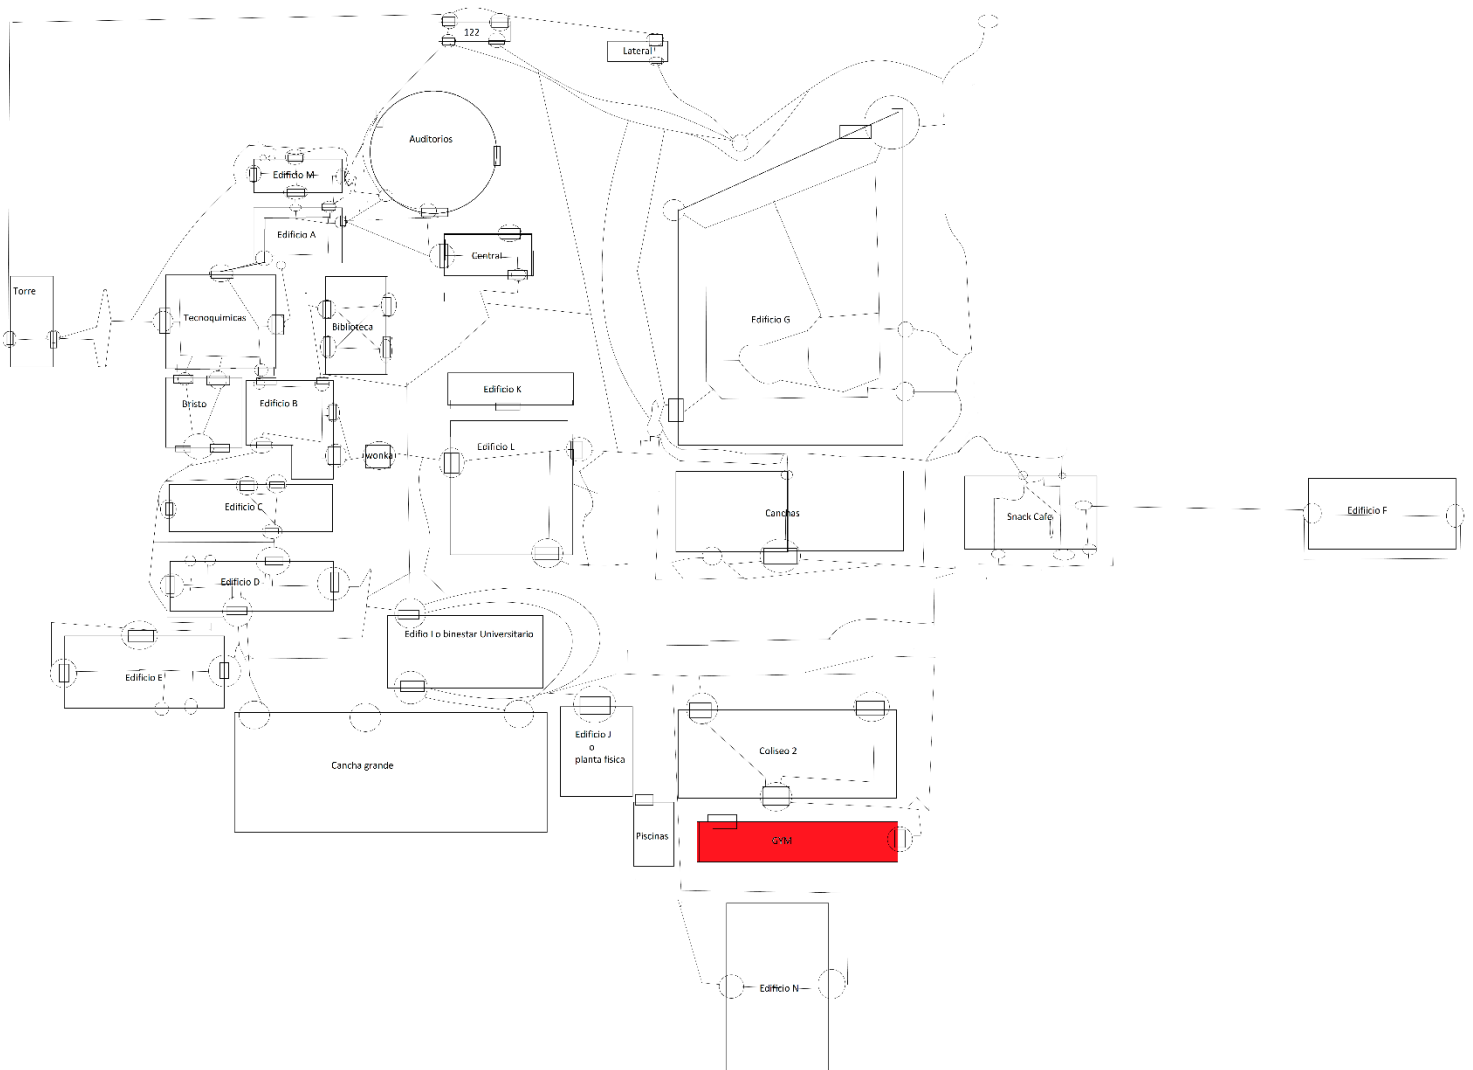 122
Lateral
Auditorios
Edificio M
Edificio A
Central
Torre
Tecnoquimicas
Biblioteca
Edificio G
Edificio K
Bristo
Edificio B
Edificio L
wonka
Edificio C
Canchas
Snack Cafe
Edifiicio F
Edificio D
Edifio I o binestar Universitario
Edificio E
Edificio J
o
planta fisica
Coliseo 2
Cancha grande
Piscinas
GYM
Edificio N